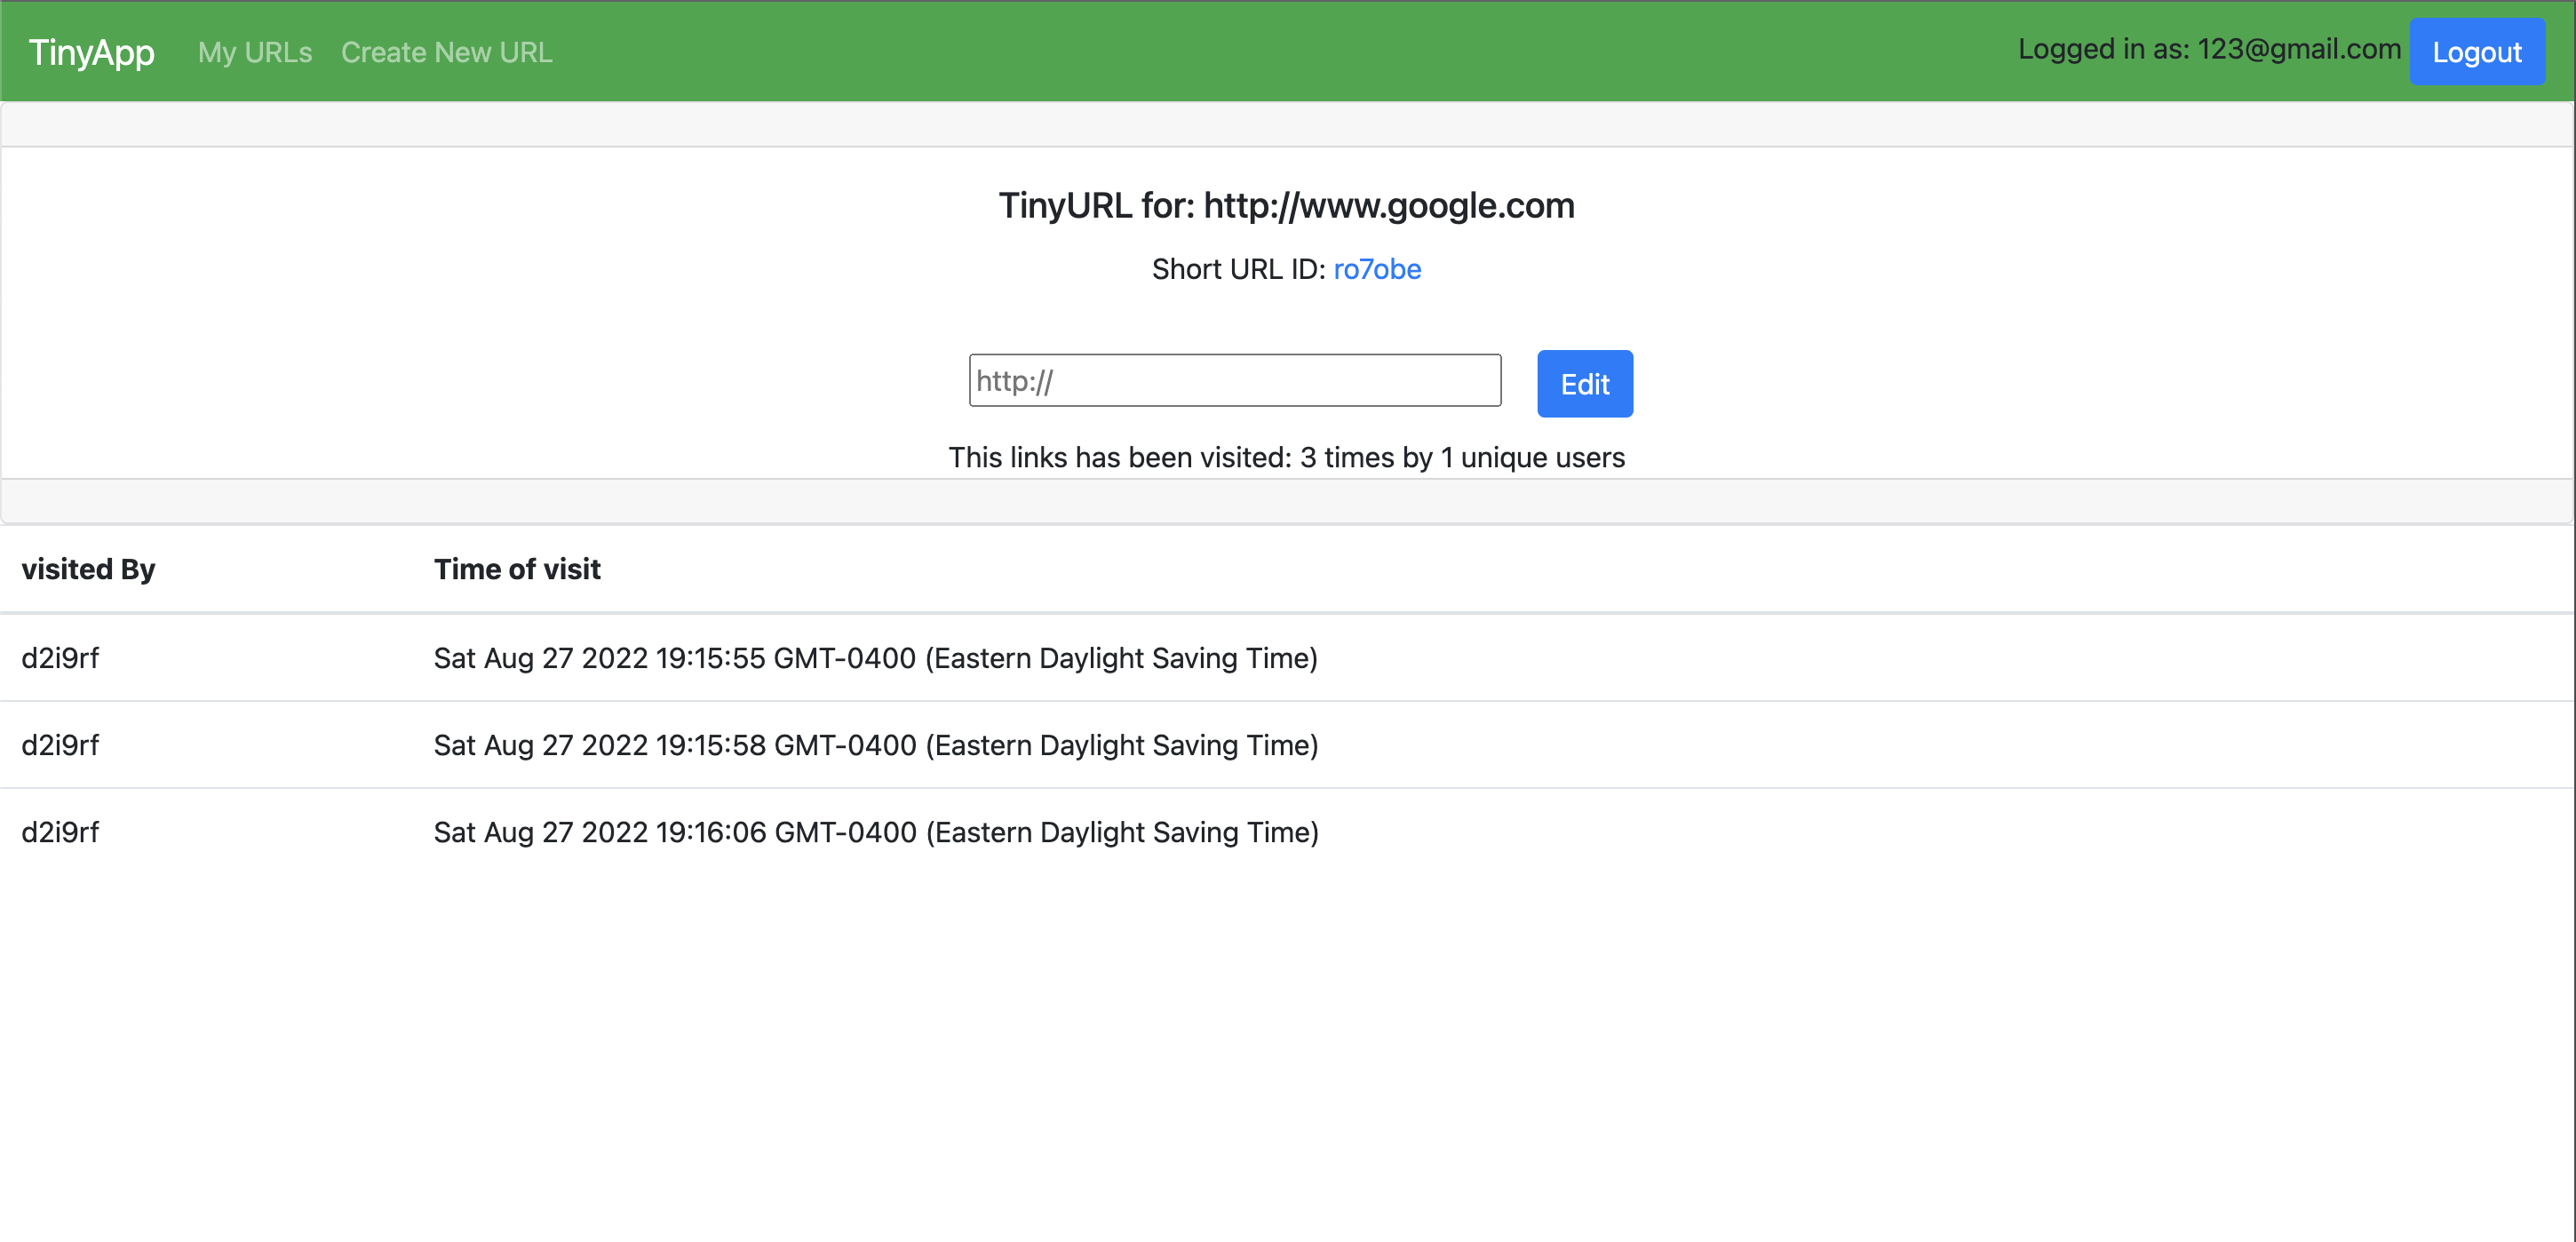 TinyApp My URLs Create New URL Logged in as: 123@gmail.com Logout
TinyURL for: http://www.google.com
Short URL ID: ro7obe
http:// Edit
This links has been visited: 3 times by 1 unique users
visited By Time of visit
d2i9rf Sat Aug 27 2022 19:15:55 GMT-0400 (Eastern Daylight Saving Time)
d2i9rf Sat Aug 27 2022 19:15:58 GMT-0400 (Eastern Daylight Saving Time)
d2i9rf Sat Aug 27 2022 19:16:06 GMT-0400 (Eastern Daylight Saving Time)